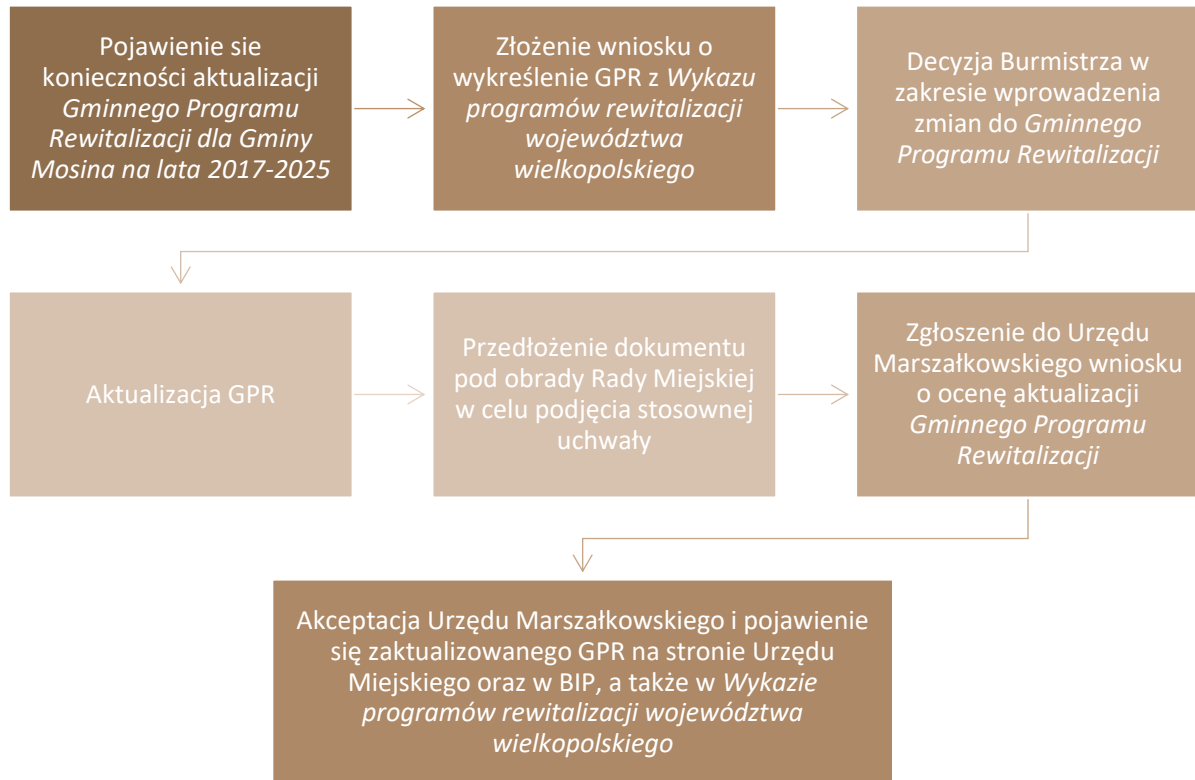 Pojawienie sie
konieczności aktualizacji
Gminnego Programu
Rewitalizacji dla Gminy
Mosina na lata 2017-2025
Złożenie wniosku o
wykreślenie GPR z Wykazu
programów rewitalizacji
województwa
wielkopolskiego
Decyzja Burmistrza w
zakresie wprowadzenia
zmian do Gminnego
Programu Rewitalizacji
Aktualizacja GPR
Przedłożenie dokumentu
pod obrady Rady Miejskiej
w celu podjęcia stosownej
uchwały
Zgłoszenie do Urzędu
Marszałkowskiego wniosku
o ocenę aktualizacji
Gminnego Programu
Rewitalizacji
Akceptacja Urzędu Marszałkowskiego i pojawienie
się zaktualizowanego GPR na stronie Urzędu
Miejskiego oraz w BIP, a także w Wykazie
programów rewitalizacji województwa
wielkopolskiego